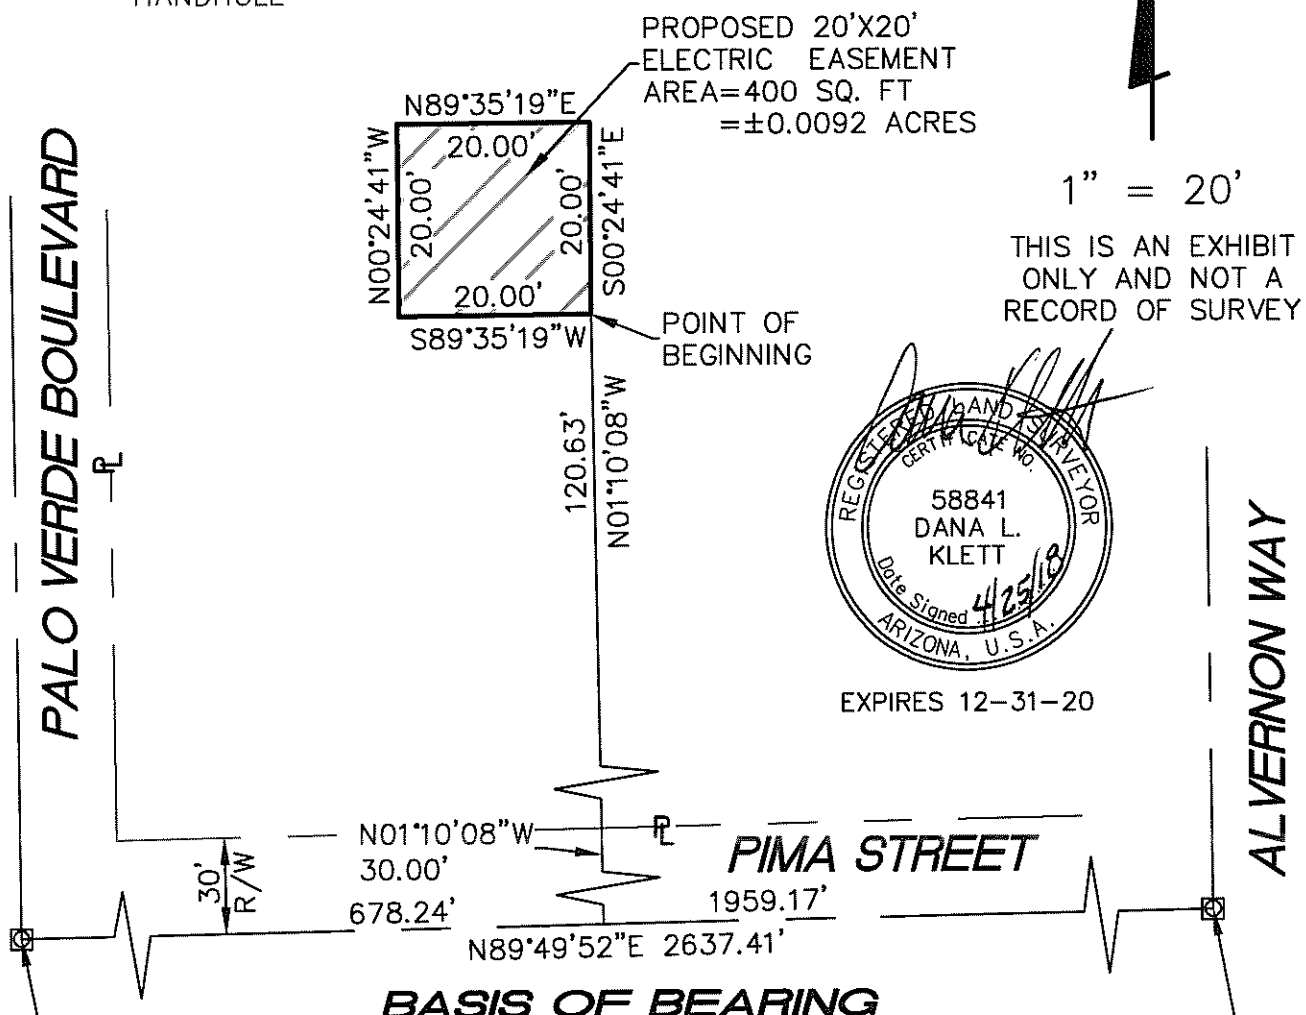 PROPOSED 20'X20'
ELECTRIC EASEMENT
AREA=400 SQ. FT
=±0.0092 ACRES
N89°35'19"E
20.00'
N00°24'41"W
20.00'
20.00'
S00°24'41"E
20.00'
S89°35'19"W
POINT OF
BEGINNING
1" = 20'
THIS IS AN EXHIBIT
ONLY AND NOT A
RECORD OF SURVEY
PALO VERDE BOULEVARD
PL
120.63'
N01°10'08"W
REGISTERED LAND SURVEYOR
CERTIFICATE NO.
58841
DANA L.
KLETT
Date Signed 4/25/18
ARIZONA, U.S.A.
EXPIRES 12-31-20
ALVERNON WAY
N01°10'08"W
30.00'
PL
PIMA STREET
30'
R/W
678.24'
1959.17'
N89°49'52"E 2637.41'
BASIS OF BEARING